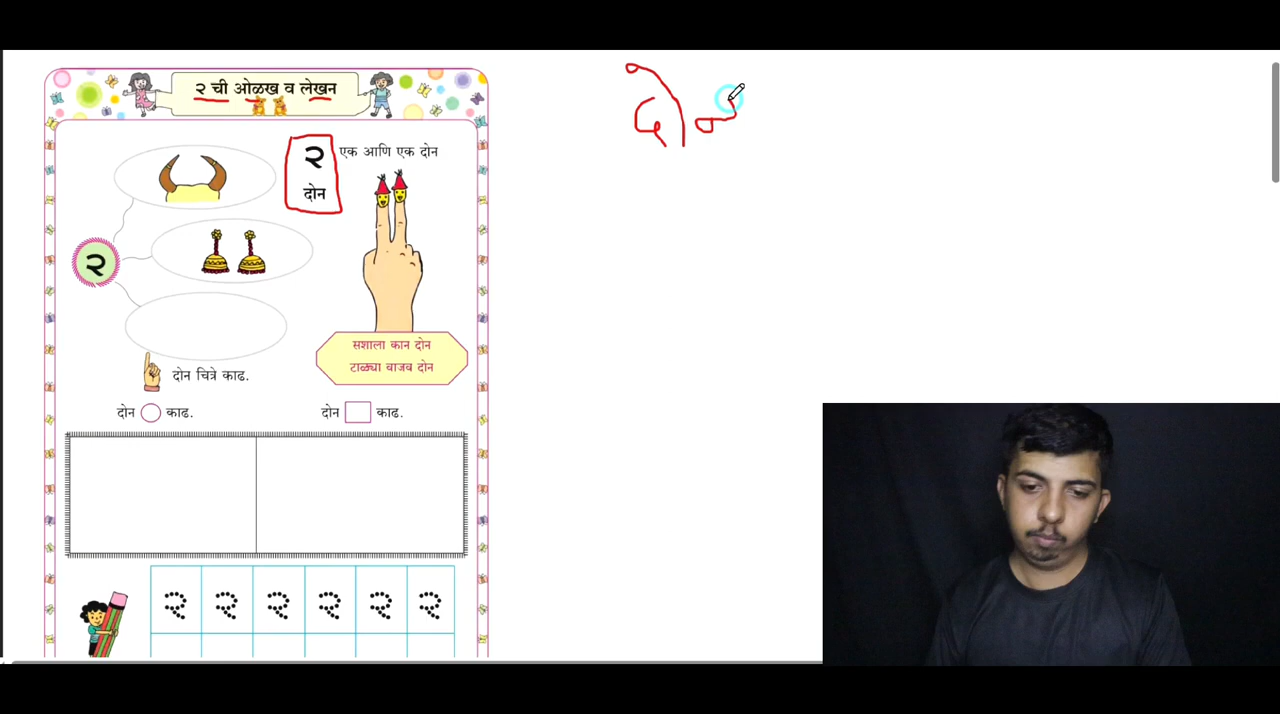 २ ची ओळख व लेखन
२ एक आणि एक दोन
दोन
२
सशाला कान दोन
टाळ्या वाजव दोन
दोन चित्रे काढ.
दोन काढ. दोन काढ.
२ २ २ २ २ २
दोन